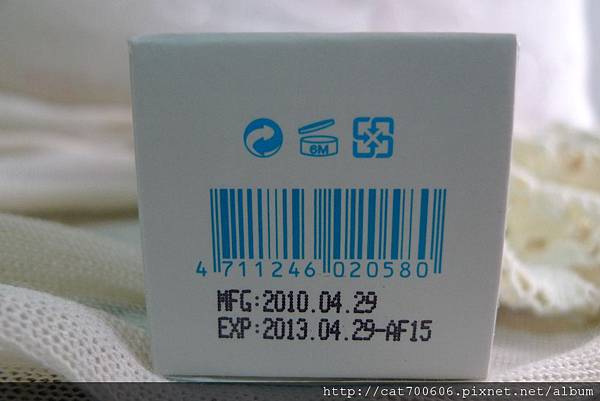 6M
4 711246 020580
MFG:2010.04.29
EXP:2013.04.29-AF15
http://cat700606.pixnet.net/album